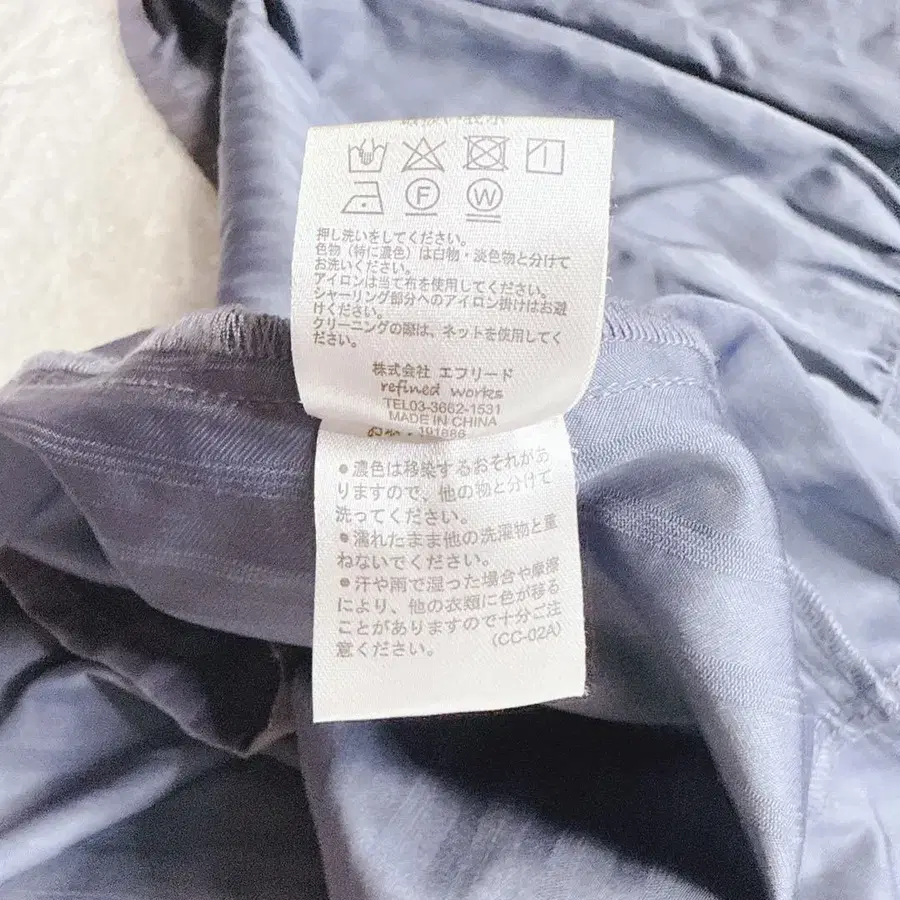 F
W
押し洗いをしてください。
色物（特に濃色）は白物・淡色物と分けて
お洗いください。
アイロンは当て布を使用してください。
シャーリング部分へのアイロン掛けはお避
けください。
クリーニングの際は、ネットを使用してく
ださい。
株式会社 エフリード
refined works
TEL03-3662-1531
MADE IN CHINA
191686
●濃色は移染するおそれがあ
りますので、他の物と分けて
洗ってください。
●濡れたまま他の洗濯物と重
ねないでください。
●汗や雨で湿った場合や摩擦
により、他の衣類に色が移る
ことがありますので十分ご注
意ください。 (CC-02A)